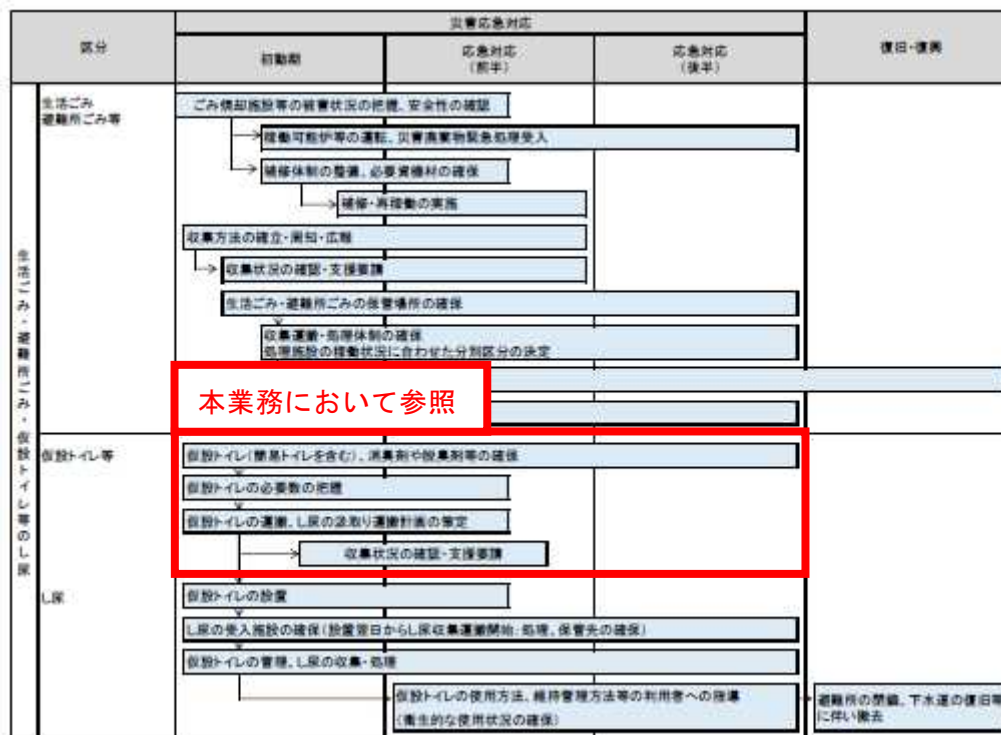 区分
災害応急対応
初動期
応急対応
(前半)
応急対応
(後半)
復旧・復興
生活ごみ・避難所ごみ・仮設トイレ等のし尿
生活ごみ
避難所ごみ等
ごみ焼却施設等の被害状況の把握、安全性の確認
稼働可能炉等の運転、災害廃棄物緊急処理受入
補修体制の整備、必要資機材の確保
補修・再稼働の実施
収集方法の確立・周知・広報
収集状況の確認・支援要請
生活ごみ・避難所ごみの保管場所の確保
収集運搬・処理体制の確保
処理施設の稼働状況に合わせた分別区分の決定
本業務において参照
仮設トイレ等
仮設トイレ(簡易トイレを含む)、消臭剤や脱臭剤等の確保
仮設トイレの必要数の把握
仮設トイレの運搬、し尿の汲取り運搬計画の策定
収集状況の確認・支援要請
し尿
仮設トイレの設置
し尿の受入施設の確保(設置翌日からし尿収集運搬開始:処理、保管先の確保)
仮設トイレの管理、し尿の収集・処理
仮設トイレの使用方法、維持管理方法等の利用者への指導
(衛生的な使用状況の確保)
避難所の閉鎖、下水道の復旧等
に伴い撤去